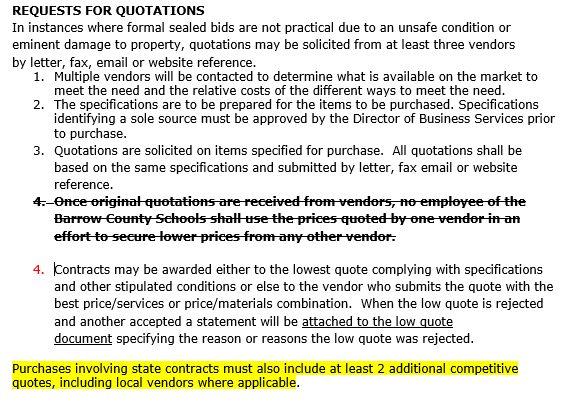 REQUESTS FOR QUOTATIONS
In instances where formal sealed bids are not practical due to an unsafe condition or
eminent damage to property, quotations may be solicited from at least three vendors
by letter, fax, email or website reference.
1. Multiple vendors will be contacted to determine what is available on the market to
meet the need and the relative costs of the different ways to meet the need.
2. The specifications are to be prepared for the items to be purchased. Specifications
identifying a sole source must be approved by the Director of Business Services prior
to purchase.
3. Quotations are solicited on items specified for purchase.  All quotations shall be
based on the same specifications and submitted by letter, fax email or website
reference.
4. Once original quotations are received from vendors, no employee of the
Barrow County Schools shall use the prices quoted by one vendor in an
effort to secure lower prices from any other vendor.
4. Contracts may be awarded either to the lowest quote complying with specifications
and other stipulated conditions or else to the vendor who submits the quote with the
best price/services or price/materials combination.  When the low quote is rejected
and another accepted a statement will be attached to the low quote
document specifying the reason or reasons the low quote was rejected.
Purchases involving state contracts must also include at least 2 additional competitive
quotes, including local vendors where applicable.